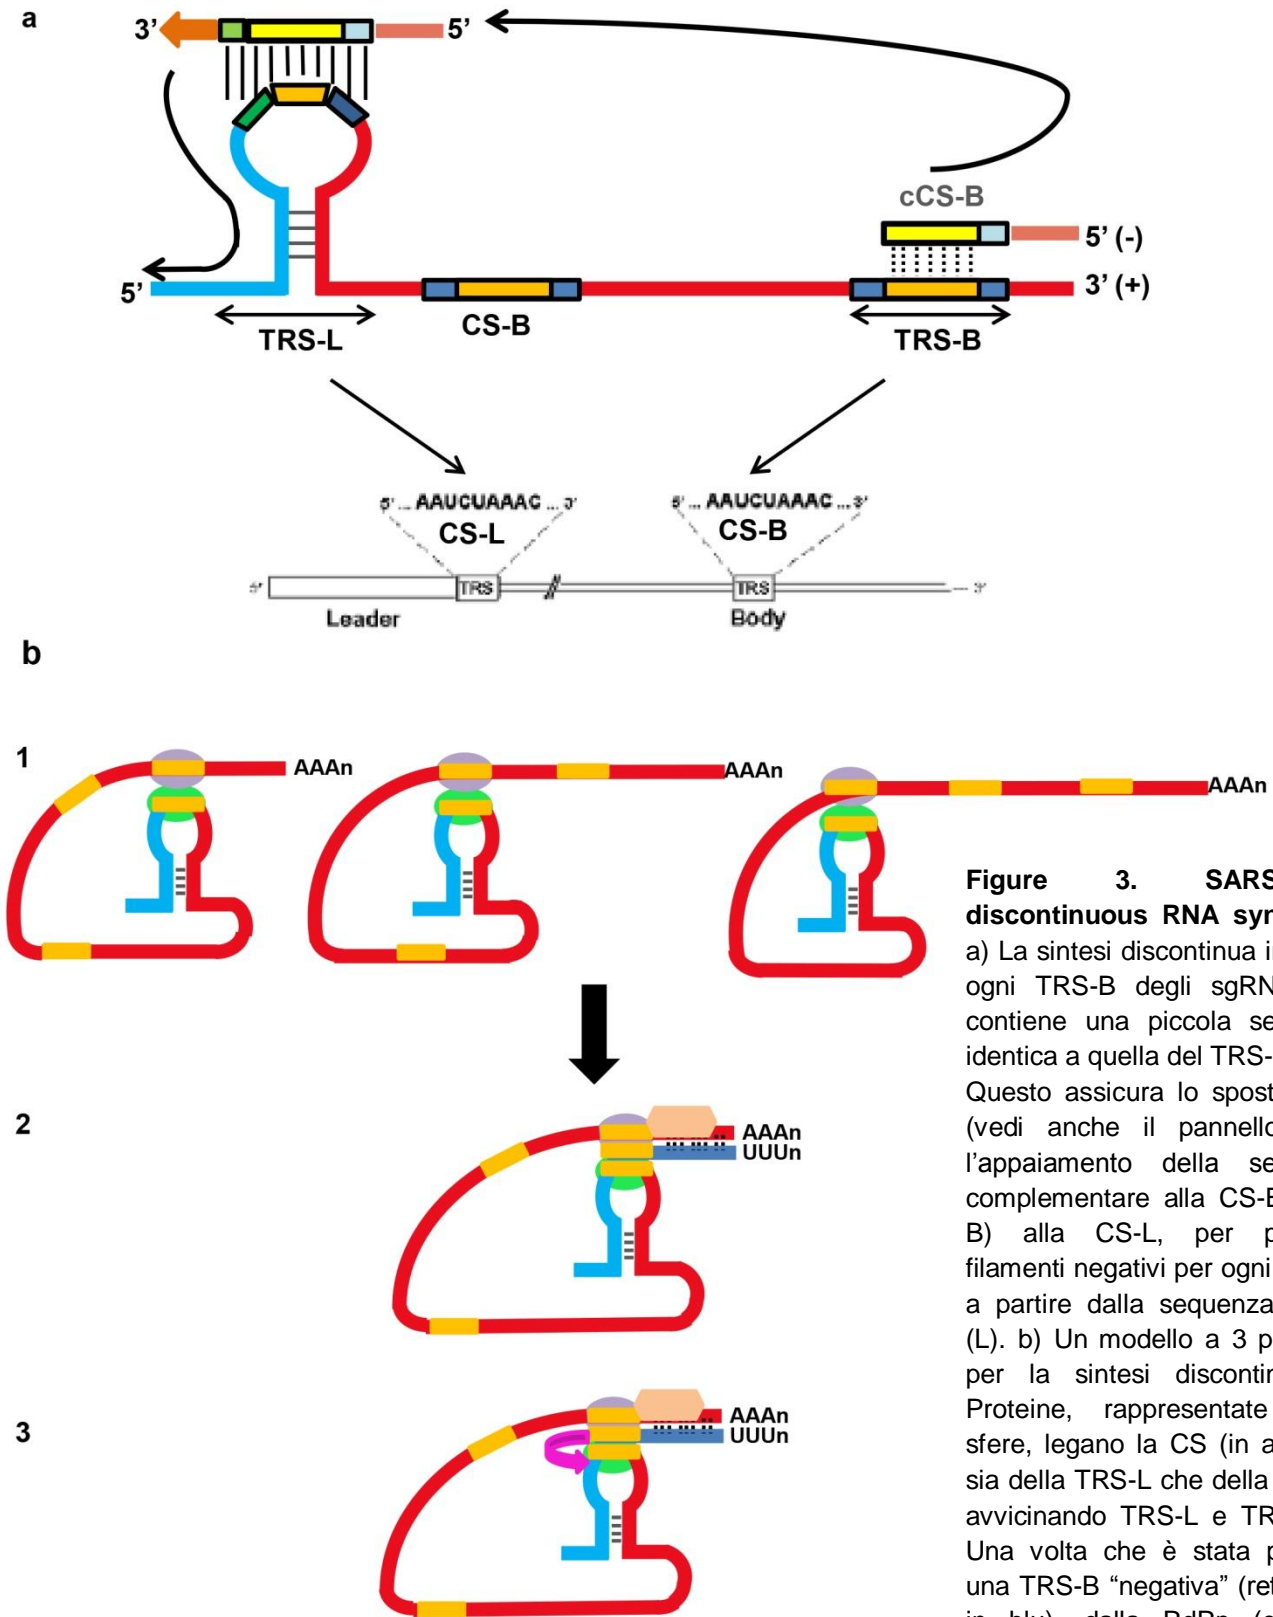 a
3’
5’
cCS-B
5’ (-)
5’
3’ (+)
TRS-L
CS-B
TRS-B
5' ... AAUCUAAAC ... 3'
CS-L
5' ... AAUCUAAAC ... 3'
CS-B
5'
TRS
TRS
3'
Leader
Body
b
1
AAAn
AAAn
AAAn
2
AAAn
UUUn
3
AAAn
UUUn
Figure 3. SARS
discontinuous RNA syn
a) La sintesi discontinua i
ogni TRS-B degli sgRN
contiene una piccola se
identica a quella del TRS-
Questo assicura lo spost
(vedi anche il pannello
l’appaiamento della se
complementare alla CS-B
B) alla CS-L, per p
filamenti negativi per ogni
a partire dalla sequenza
(L). b) Un modello a 3 p
per la sintesi discontin
Proteine, rappresentate
sfere, legano la CS (in a
sia della TRS-L che della
avvicinando TRS-L e TR
Una volta che è stata p
una TRS-B “negativa” (ret